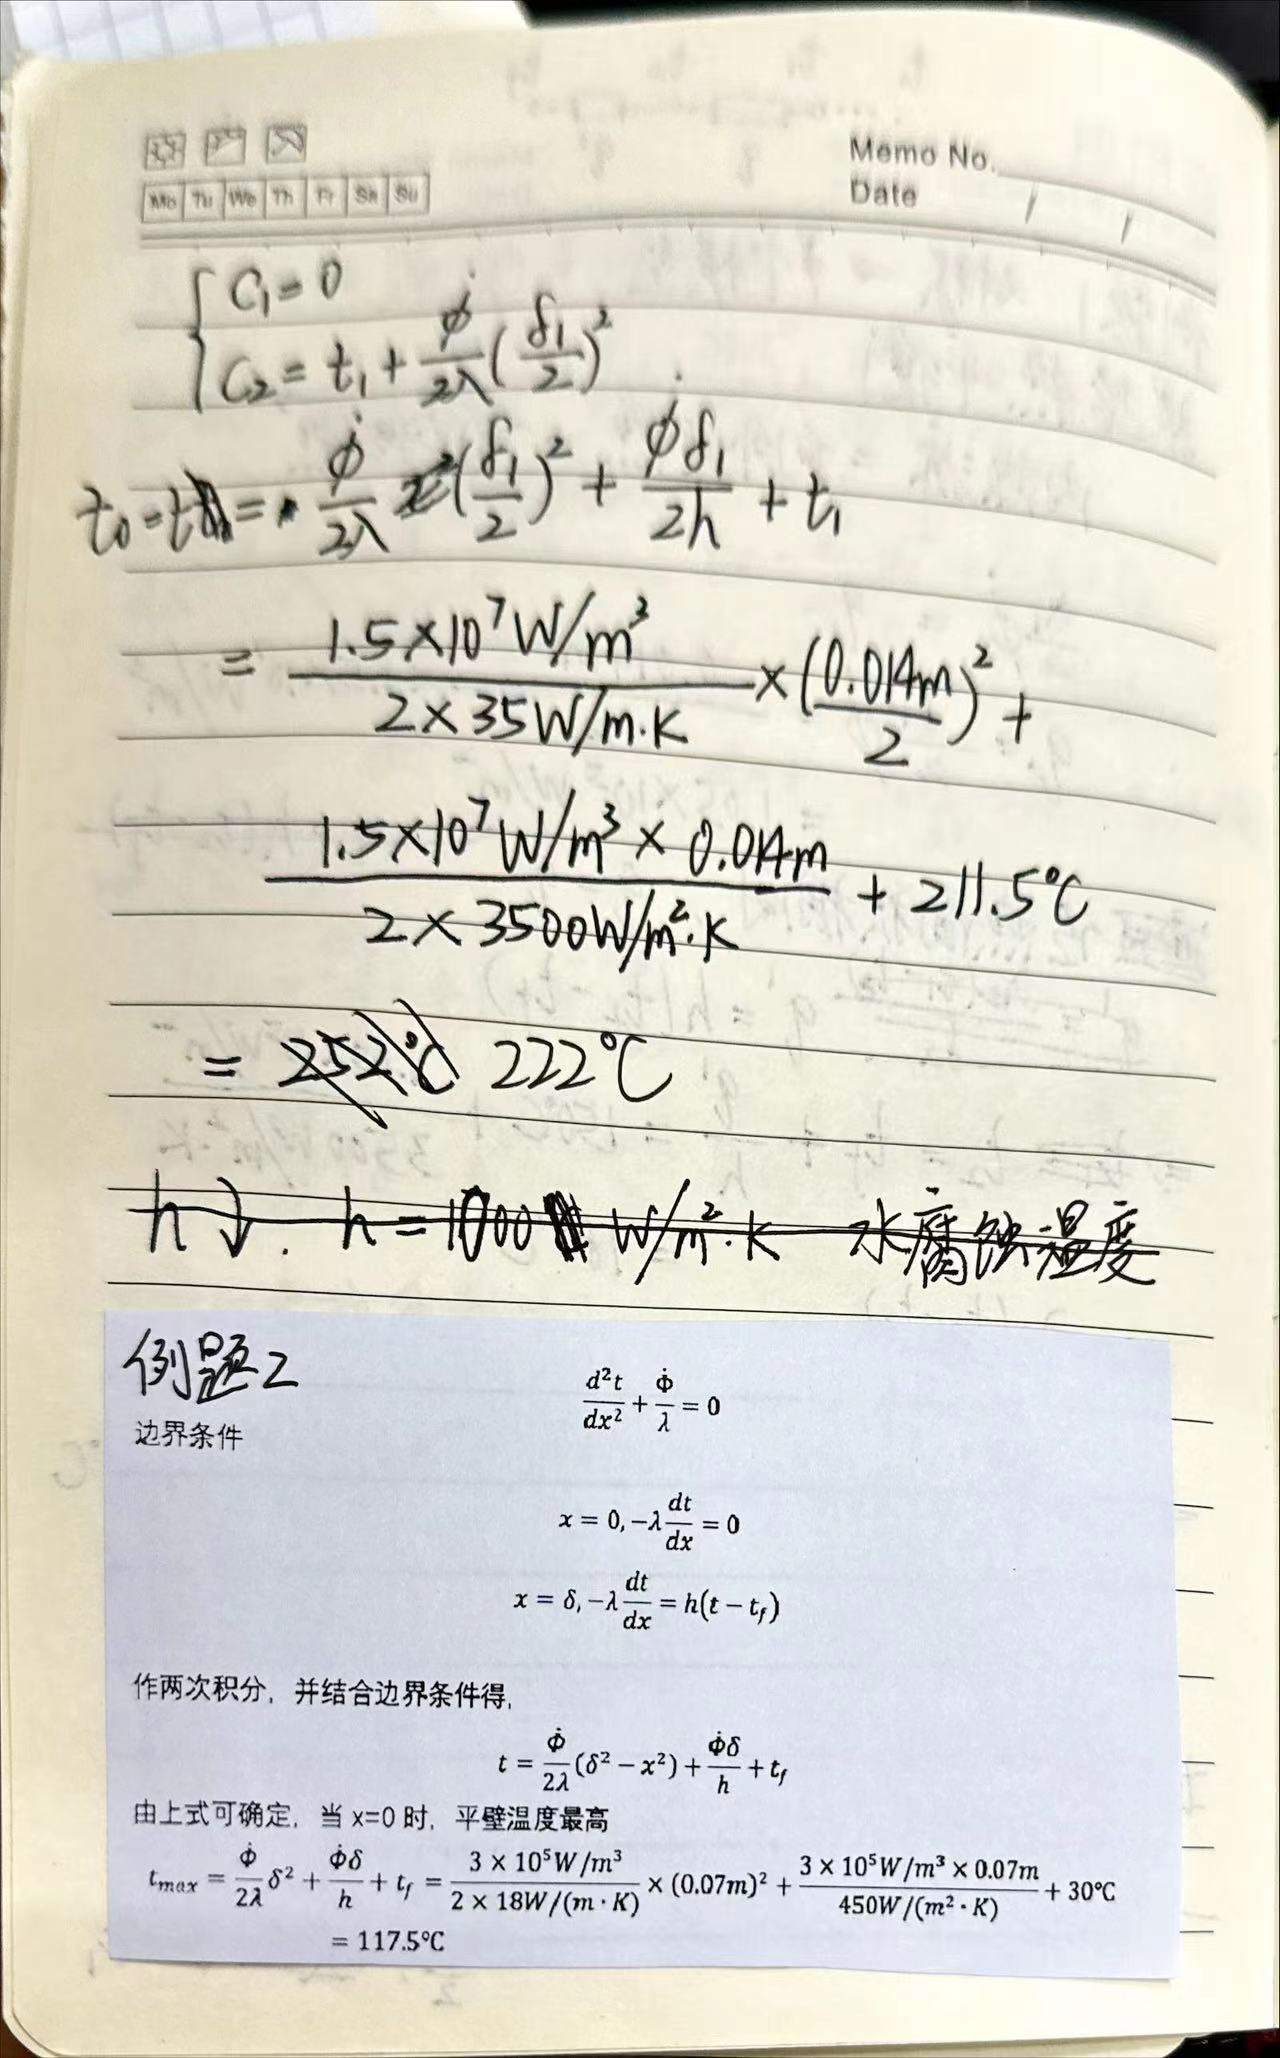 Memo No.
Mo Tu We Th Fr Sa Su
Date / /
{ C₁ = 0
C₂ = t₁ + Φ̇/2λ (δ₁/2)²
t₀ = t = Φ̇/2λ (δ₁/2)² + Φ̇δ₁/2h + t₁
= 1.5×10⁷W/m³ / 2×35W/m·K × (0.014m/2)² +
1.5×10⁷W/m³ × 0.014m / 2×3500W/m²·K + 211.5℃
= 252℃ 222℃
h↓. h = 1000 W/m²·K 水腐蚀温度
例题2
d²t/dx² + Φ̇/λ = 0
边界条件
x = 0, −λ dt/dx = 0
x = δ, −λ dt/dx = h(t − t_f)
作两次积分，并结合边界条件得，
t = Φ̇/2λ (δ² − x²) + Φ̇δ/h + t_f
由上式可确定，当 x=0 时，平壁温度最高
t_max = Φ̇/2λ δ² + Φ̇δ/h + t_f = 3 × 10⁵W/m³ / 2 × 18W/(m · K) × (0.07m)² + 3 × 10⁵W/m³ × 0.07m / 450W/(m² · K) + 30℃
= 117.5℃